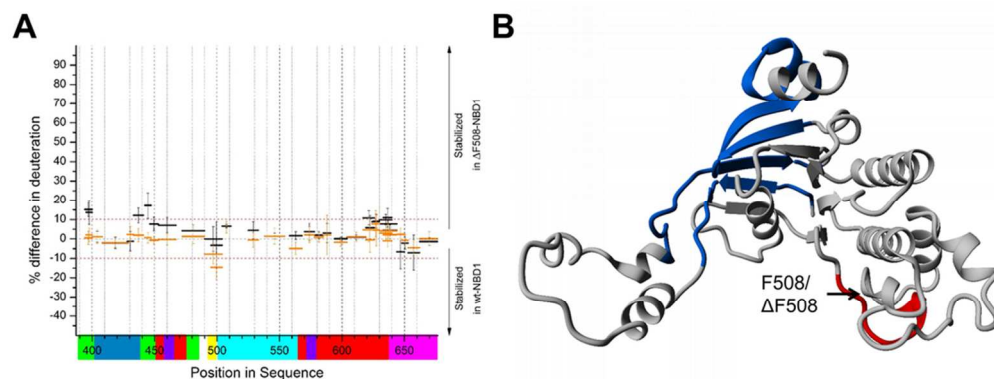 A
B
% difference in deuteration
90
80
70
60
50
40
30
20
10
0
-10
-20
-30
-40
400
450
500
550
600
650
Position in Sequence
Stabilized
in ΔF508-NBD1
Stabilized
in wt-NBD1
F508/
ΔF508